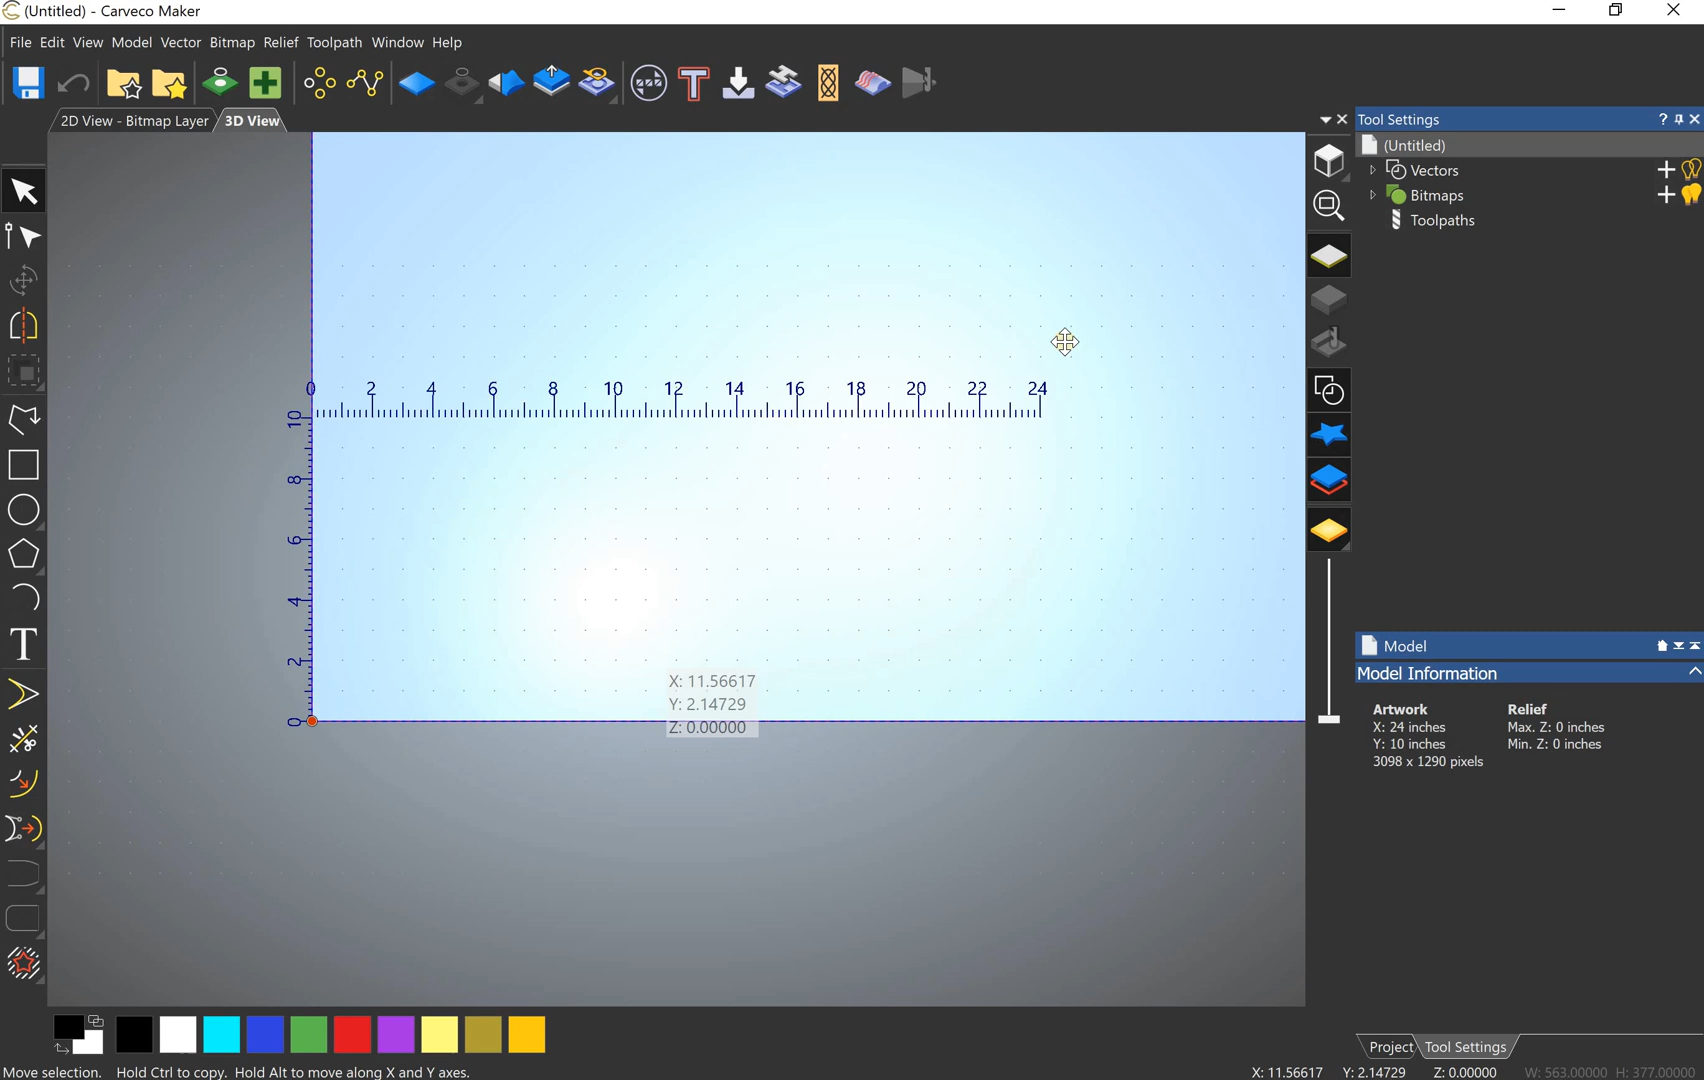 (Untitled) - Carveco Maker
File Edit View Model Vector Bitmap Relief Toolpath Window Help
2D View - Bitmap Layer 3D View
Tool Settings
(Untitled)
Vectors
Bitmaps
Toolpaths
0 2 4 6 8 10 12 14 16 18 20 22 24
10
8
6
4
2
0
X: 11.56617
Y: 2.14729
Z: 0.00000
Model
Model Information
Artwork Relief
X: 24 inches Max. Z: 0 inches
Y: 10 inches Min. Z: 0 inches
3098 x 1290 pixels
Project Tool Settings
Move selection. Hold Ctrl to copy. Hold Alt to move along X and Y axes. X: 11.56617 Y: 2.14729 Z: 0.00000 W: 563.00000 H: 377.00000